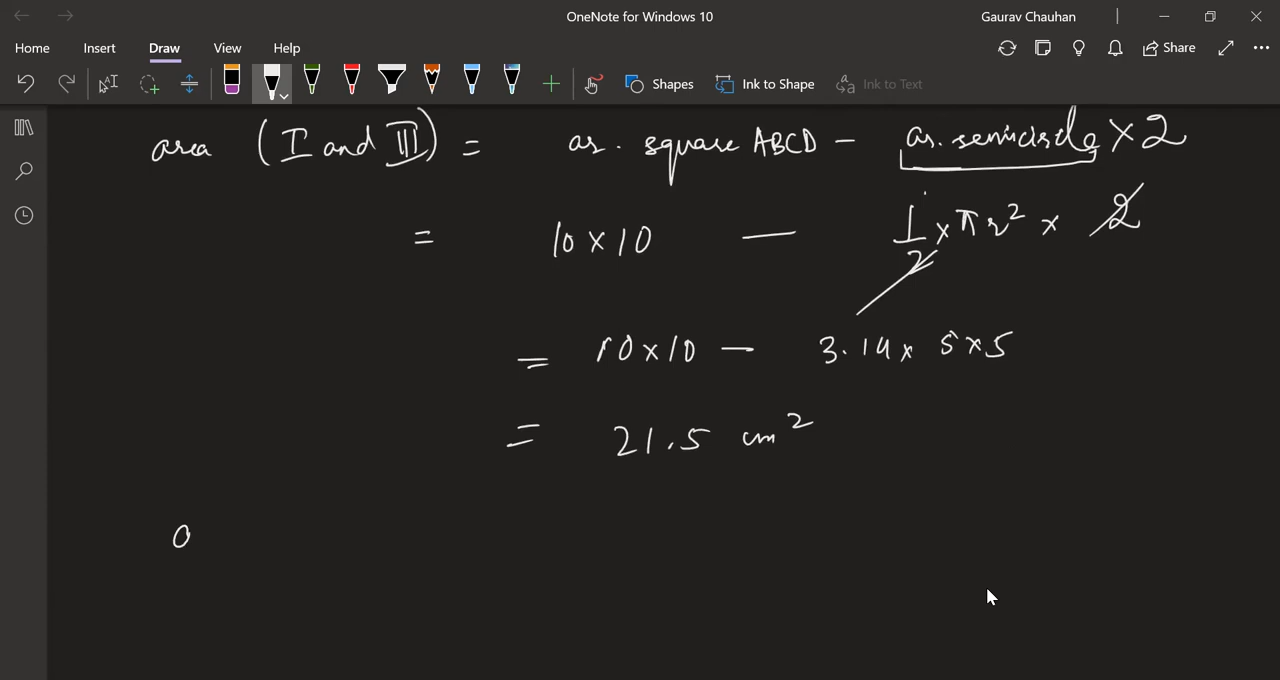 OneNote for Windows 10
Gaurav Chauhan
Home Insert Draw View Help
Share
Shapes Ink to Shape Ink to Text
area (I and III) = ar. square ABCD - ar. semicircle × 2
= 10 × 10 - 1/2 × π r² × 2
= 10 × 10 - 3.14 × 5 × 5
= 21.5 cm²